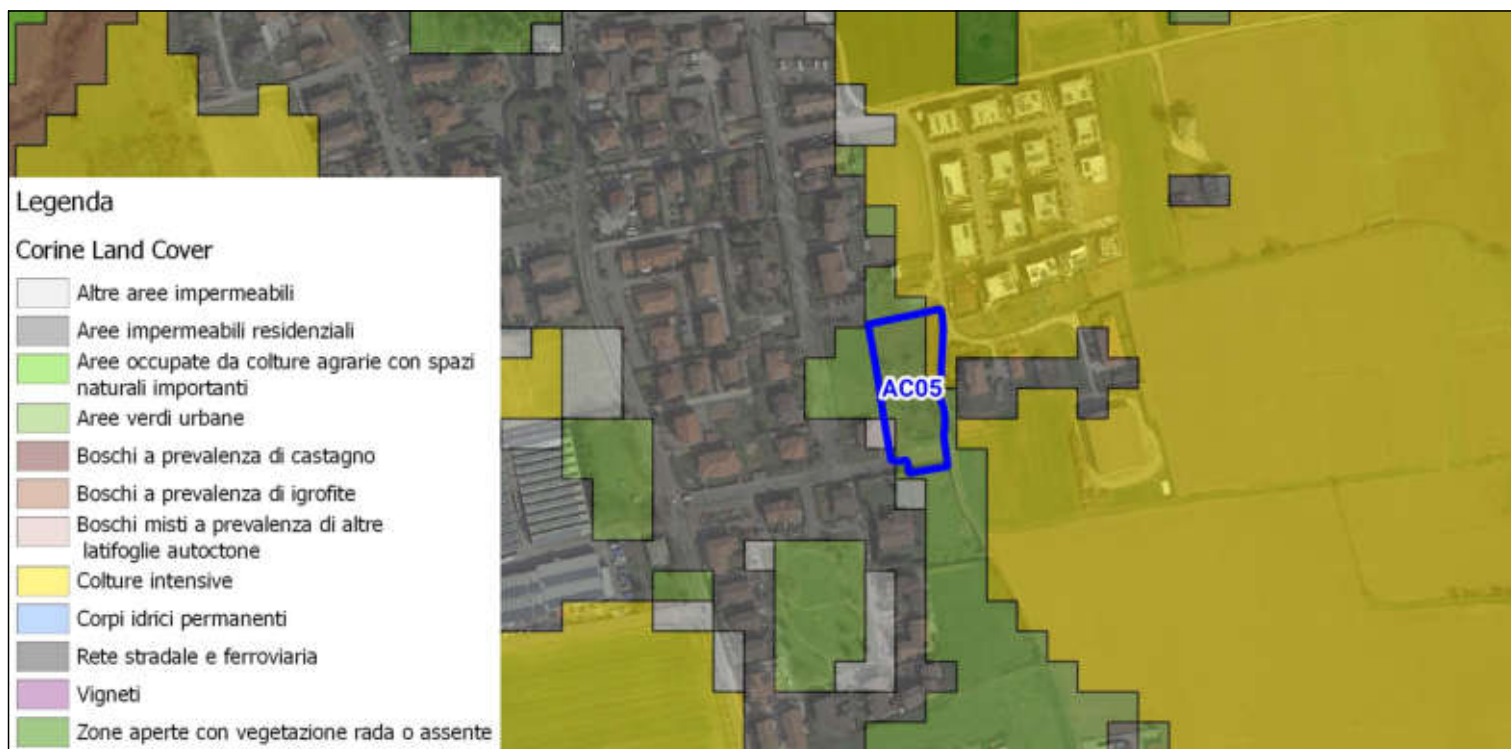 Legenda
Corine Land Cover
Altre aree impermeabili
Aree impermeabili residenziali
Aree occupate da colture agrarie con spazi
naturali importanti
Aree verdi urbane
Boschi a prevalenza di castagno
Boschi a prevalenza di igrofite
Boschi misti a prevalenza di altre
latifoglie autoctone
Colture intensive
Corpi idrici permanenti
Rete stradale e ferroviaria
Vigneti
Zone aperte con vegetazione rada o assente
AC05